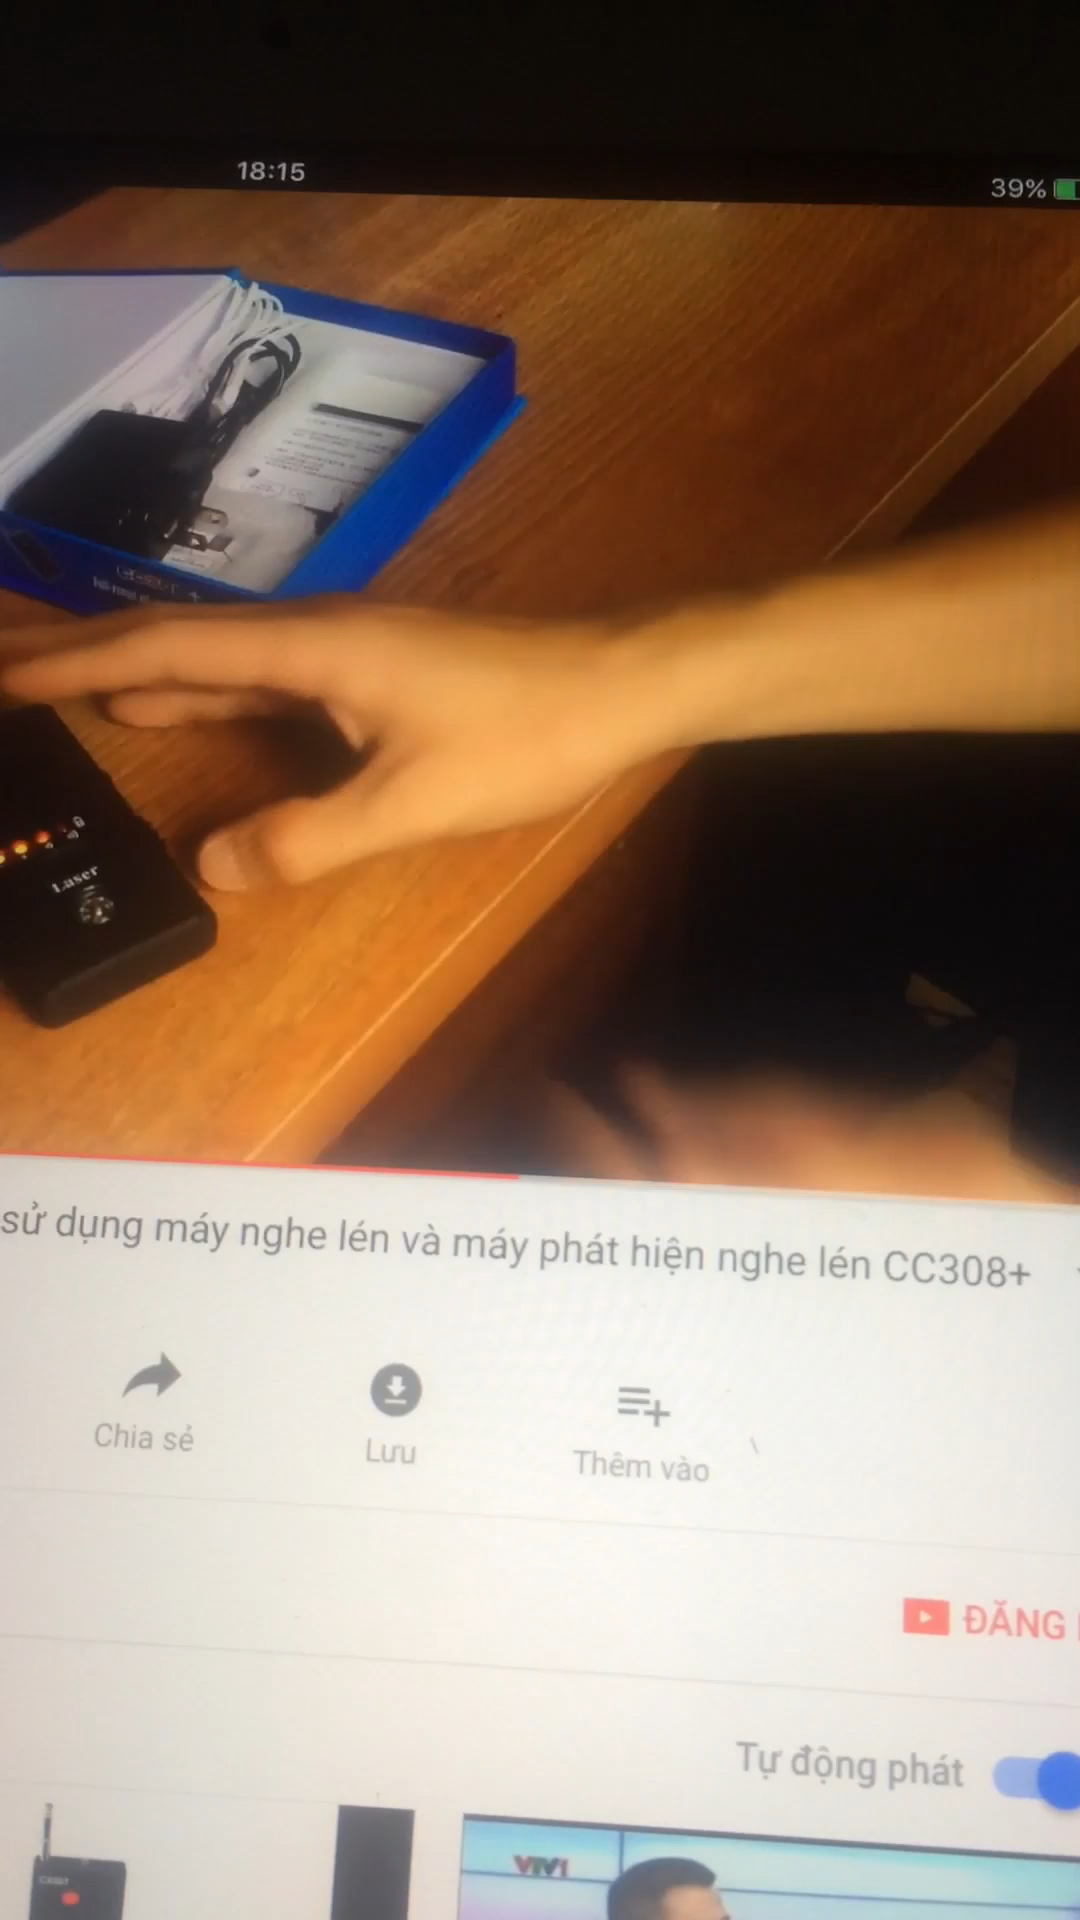 18:15
39%
Laser
sử dụng máy nghe lén và máy phát hiện nghe lén CC308+
Chia sẻ
Lưu
Thêm vào
ĐĂNG
Tự động phát
VTV1